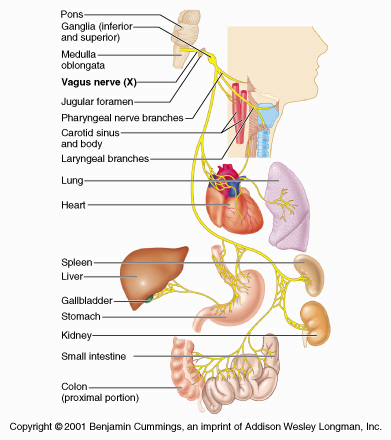 Pons
Ganglia (inferior
and superior)
Medulla
oblongata
Vagus nerve (X)
Jugular foramen
Pharyngeal nerve branches
Carotid sinus
and body
Laryngeal branches
Lung
Heart
Spleen
Liver
Gallbladder
Stomach
Kidney
Small intestine
Colon
(proximal portion)
Copyright © 2001 Benjamin Cummings, an imprint of Addison Wesley Longman, Inc.